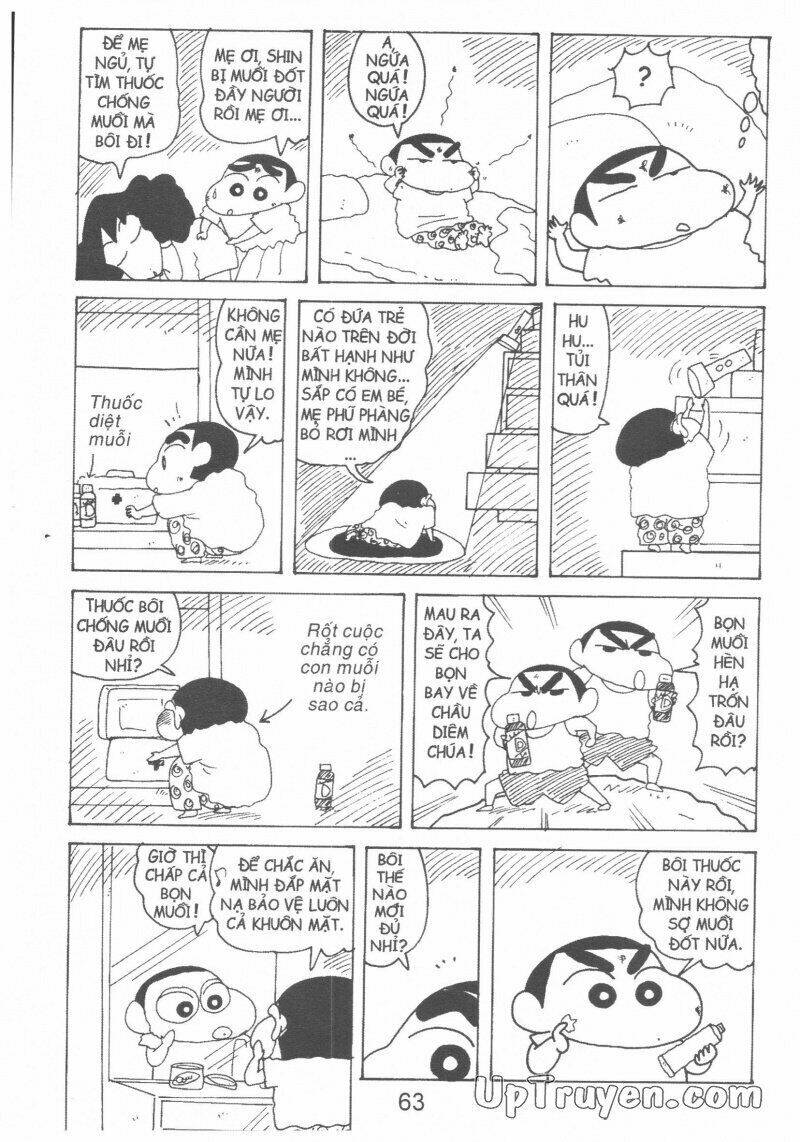 ?
A,
NGỨA
QUÁ!
NGỨA
QUÁ!
MẸ ƠI, SHIN
BỊ MUỖI ĐỐT
ĐẦY NGƯỜI
RỒI MẸ ƠI...
ĐỂ MẸ
NGỦ, TỰ
TÌM THUỐC
CHỐNG
MUỖI MÀ
BÔI ĐI!
HU
HU...
TỦI
THÂN
QUÁ!
CÓ ĐỨA TRẺ
NÀO TRÊN ĐỜI
BẤT HẠNH NHƯ
MÌNH KHÔNG...
SẮP CÓ EM BÉ,
MẸ PHŨ PHÀNG
BỎ RƠI MÌNH
...
KHÔNG
CẦN MẸ
NỮA!
MÌNH
TỰ LO
VẬY.
!!
Thuốc
diệt
muỗi
BỌN
MUỖI
HÈN
HẠ
TRỐN
ĐÂU
RỒI?
MAU RA
ĐÂY, TA
SẼ CHO
BỌN
BAY VỀ
CHẦU
DIÊM
CHÚA!
Rốt cuộc
chẳng có
con muỗi
nào bị
sao cả.
THUỐC BÔI
CHỐNG MUỖI
ĐÂU RỒI
NHỈ?
BÔI THUỐC
NÀY RỒI,
MÌNH KHÔNG
SỢ MUỖI
ĐỐT NỮA.
BÔI
THẾ
NÀO
MỚI
ĐỦ
NHỈ?
ĐỂ CHẮC ĂN,
MÌNH ĐẮP MẶT
NẠ BẢO VỆ LUÔN
CẢ KHUÔN MẶT.
GIỜ THÌ
CHẤP CẢ
BỌN
MUỖI!
63
UpTruyen.com